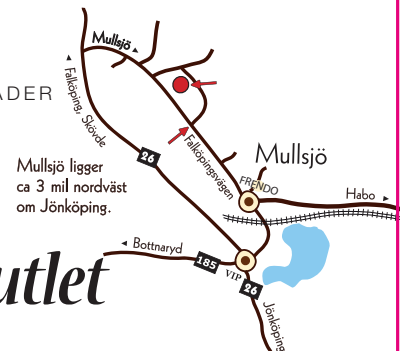 Mullsjö ▸
ADER
Falköping, Skövde
26
Falköpingsvägen
Mullsjö
FRENDO
Mullsjö ligger
ca 3 mil nordväst
om Jönköping.
Habo ▸
◂ Bottnaryd
185
VIP
26
utlet
Jönköping